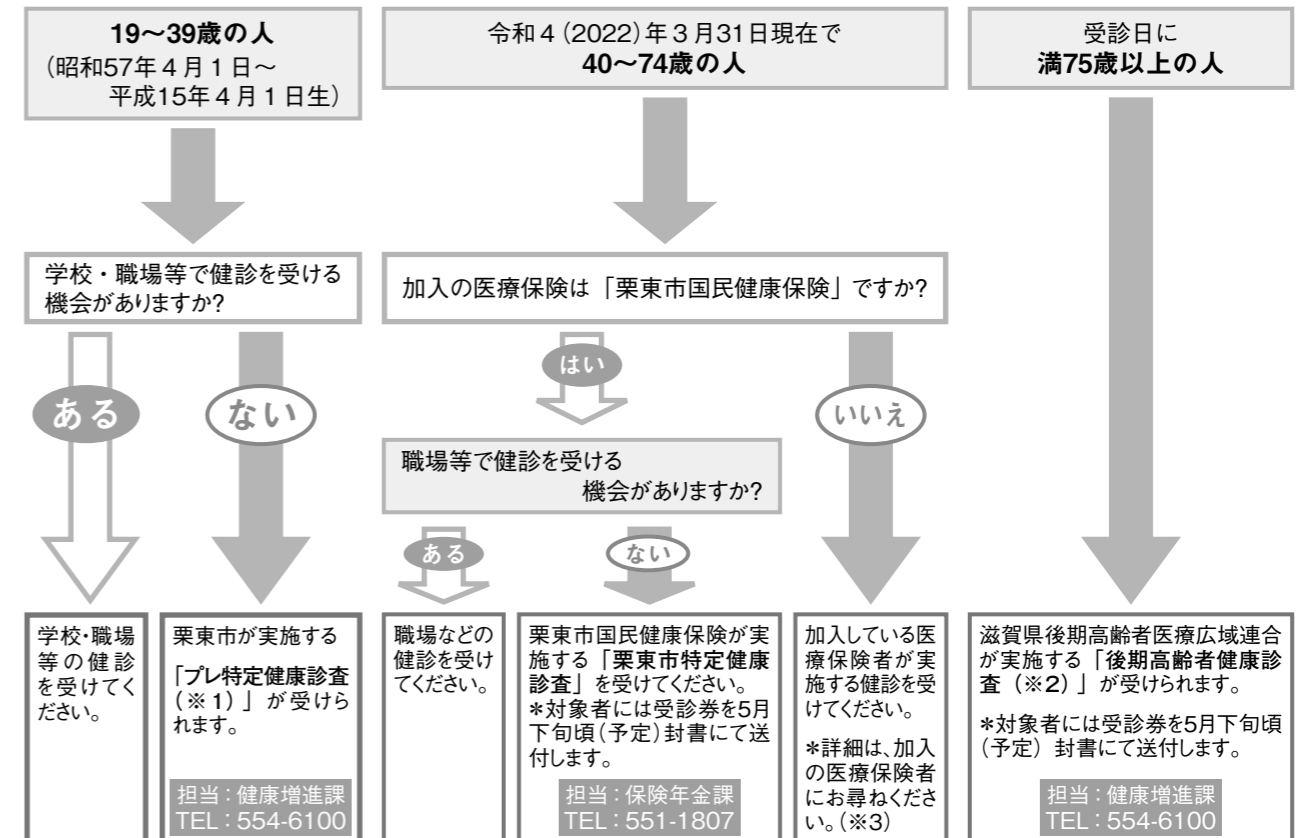 19〜39歳の人
(昭和57年4月1日〜
平成15年4月1日生)
令和4(2022)年3月31日現在で
40〜74歳の人
受診日に
満75歳以上の人
学校・職場等で健診を受ける
機会がありますか?
加入の医療保険は「栗東市国民健康保険」ですか?
ある
ない
はい
いいえ
職場等で健診を受ける
機会がありますか?
ある
ない
学校・職場
等の健診
を受けてく
ださい。
栗東市が実施する
「プレ特定健康診査
(※1)」が受けら
れます。
担当:健康増進課
TEL:554-6100
職場などの
健診を受け
てください。
栗東市国民健康保険が実
施する「栗東市特定健康
診査」を受けてください。
*対象者には受診券を5月
下旬頃(予定)封書にて送
付します。
担当:保険年金課
TEL:551-1807
加入している医
療保険者が実
施する健診を受
けてください。
*詳細は、加入
の医療保険者
にお尋ねくださ
い。(※3)
滋賀県後期高齢者医療広域連合
が実施する「後期高齢者健康診
査(※2)」が受けられます。
*対象者には受診券を5月下旬頃
(予定)封書にて送付します。
担当:健康増進課
TEL:554-6100